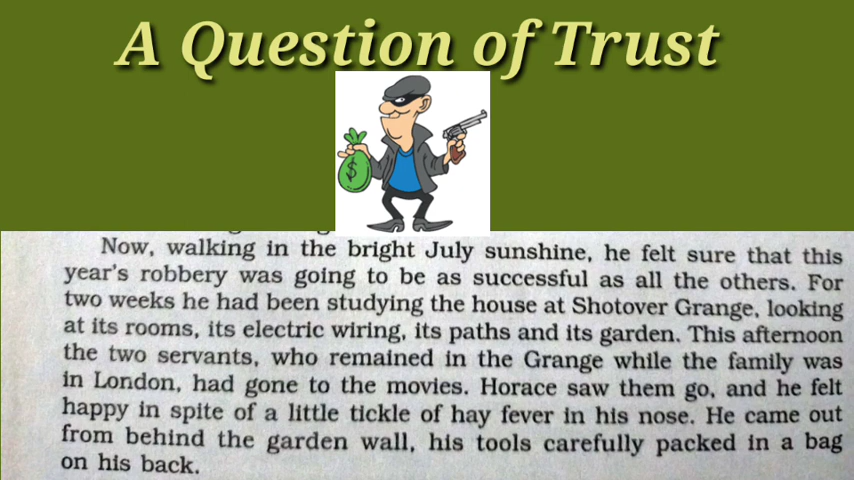 A Question of Trust
$
Now, walking in the bright July sunshine, he felt sure that this
year's robbery was going to be as successful as all the others. For
two weeks he had been studying the house at Shotover Grange, looking
at its rooms, its electric wiring, its paths and its garden. This afternoon
the two servants, who remained in the Grange while the family was
in London, had gone to the movies. Horace saw them go, and he felt
happy in spite of a little tickle of hay fever in his nose. He came out
from behind the garden wall, his tools carefully packed in a bag
on his back.